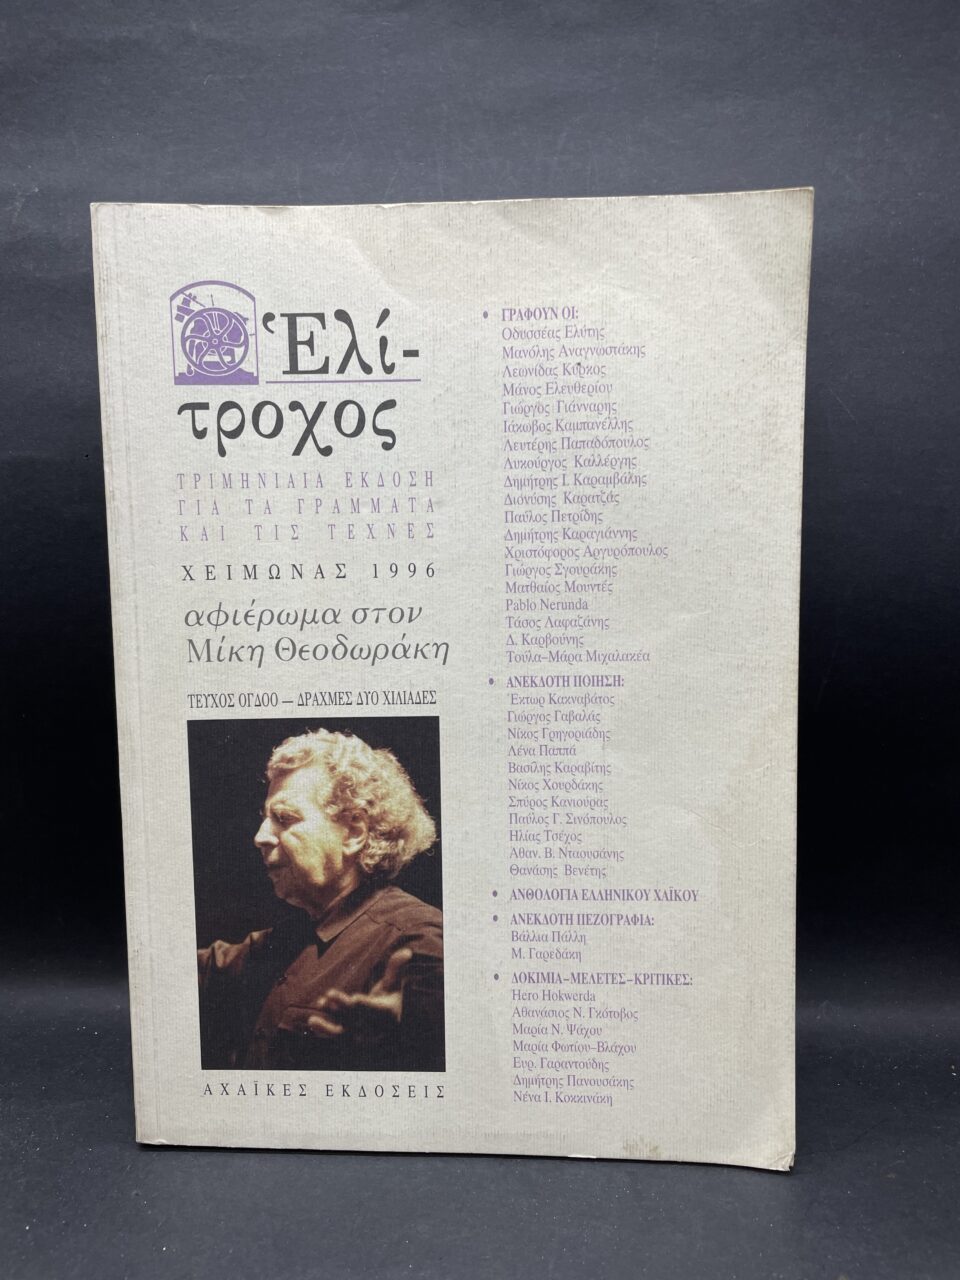 Ἑλί-
τροχος
ΤΡΙΜΗΝΙΑΙΑ ΕΚΔΟΣΗ
ΓΙΑ ΤΑ ΓΡΑΜΜΑΤΑ
ΚΑΙ ΤΙΣ ΤΕΧΝΕΣ
ΧΕΙΜΩΝΑΣ 1996
αφιέρωμα στον
Μίκη Θεοδωράκη
ΤΕΥΧΟΣ ΟΓΔΟΟ — ΔΡΑΧΜΕΣ ΔΥΟ ΧΙΛΙΑΔΕΣ
ΑΧΑΪΚΕΣ ΕΚΔΟΣΕΙΣ
• ΓΡΑΦΟΥΝ ΟΙ:
Οδυσσέας Ελύτης
Μανόλης Αναγνωστάκης
Λεωνίδας Κύρκος
Μάνος Ελευθερίου
Γιώργος Γιάνναρης
Ιάκωβος Καμπανέλλης
Λευτέρης Παπαδόπουλος
Λυκούργος Καλλέργης
Δημήτρης Ι. Καραμβάλης
Διονύσης Καρατζάς
Παύλος Πετρίδης
Δημήτρης Καραγιάννης
Χριστόφορος Αργυρόπουλος
Γιώργος Σγουράκης
Ματθαίος Μουντές
Pablo Nerunda
Τάσος Λαφαζάνης
Δ. Καρβούνης
Τούλα–Μάρα Μιχαλακέα
• ΑΝΕΚΔΟΤΗ ΠΟΙΗΣΗ:
Έκτωρ Κακναβάτος
Γιώργος Γαβαλάς
Νίκος Γρηγοριάδης
Λένα Παππά
Βασίλης Καραβίτης
Νίκος Χουρδάκης
Σπύρος Κανιούρας
Παύλος Γ. Σινόπουλος
Ηλίας Τσέχος
Αθαν. Β. Νταουσάνης
Θανάσης Βενέτης
• ΑΝΘΟΛΟΓΙΑ ΕΛΛΗΝΙΚΟΥ ΧΑΪΚΟΥ
• ΑΝΕΚΔΟΤΗ ΠΕΖΟΓΡΑΦΙΑ:
Βάλλια Πάλλη
Μ. Γαρεδάκη
• ΔΟΚΙΜΙΑ–ΜΕΛΕΤΕΣ–ΚΡΙΤΙΚΕΣ:
Hero Hokwerda
Αθανάσιος Ν. Γκότοβος
Μαρία Ν. Ψάχου
Μαρία Φωτίου–Βλάχου
Ευρ. Γαραντούδης
Δημήτρης Πανουσάκης
Νένα Ι. Κοκκινάκη